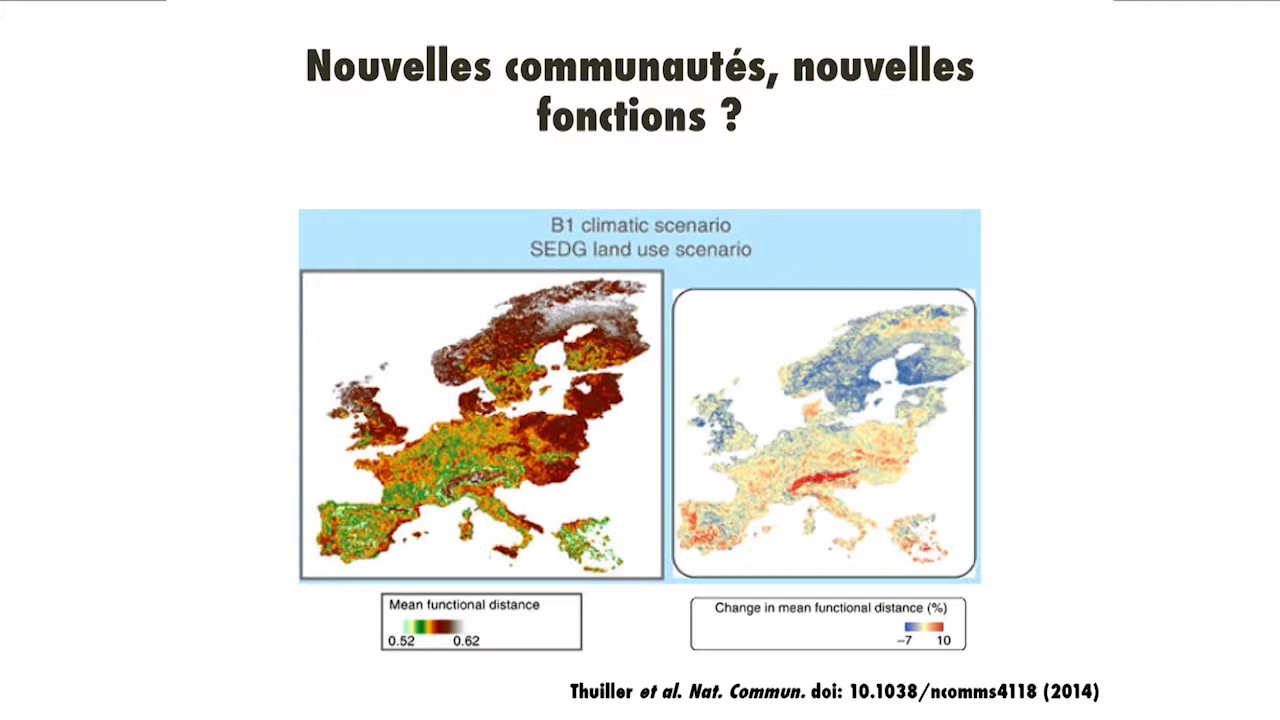 Nouvelles communautés, nouvelles
fonctions ?
B1 climatic scenario
SEDG land use scenario
Mean functional distance
0.52 0.62
Change in mean functional distance (%)
−7 10
Thuiller et al. Nat. Commun. doi: 10.1038/ncomms4118 (2014)